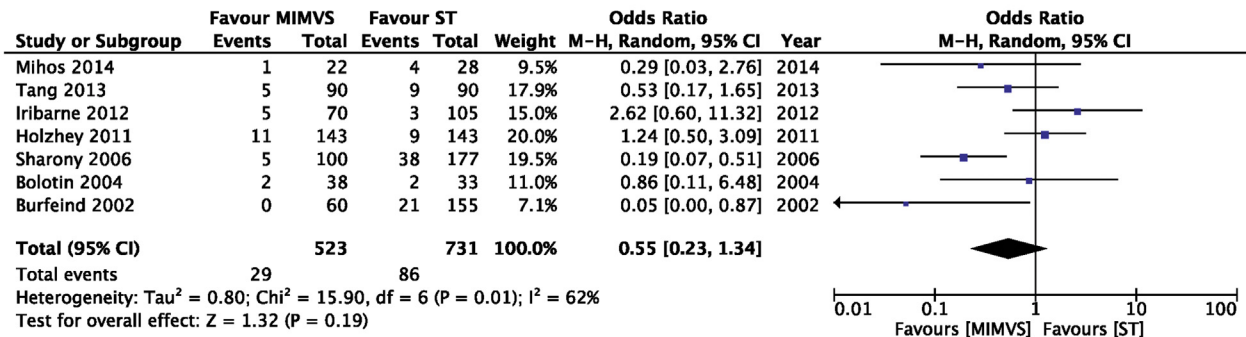 Favour MIMVS Favour ST Odds Ratio Odds Ratio
Study or Subgroup Events Total Events Total Weight M-H, Random, 95% CI Year M-H, Random, 95% CI
Mihos 2014 1 22 4 28 9.5% 0.29 [0.03, 2.76] 2014
Tang 2013 5 90 9 90 17.9% 0.53 [0.17, 1.65] 2013
Iribarne 2012 5 70 3 105 15.0% 2.62 [0.60, 11.32] 2012
Holzhey 2011 11 143 9 143 20.0% 1.24 [0.50, 3.09] 2011
Sharony 2006 5 100 38 177 19.5% 0.19 [0.07, 0.51] 2006
Bolotin 2004 2 38 2 33 11.0% 0.86 [0.11, 6.48] 2004
Burfeind 2002 0 60 21 155 7.1% 0.05 [0.00, 0.87] 2002
Total (95% CI) 523 731 100.0% 0.55 [0.23, 1.34]
Total events 29 86
Heterogeneity: Tau² = 0.80; Chi² = 15.90, df = 6 (P = 0.01); I² = 62%
Test for overall effect: Z = 1.32 (P = 0.19)
0.01 0.1 1 10 100
Favours [MIMVS] Favours [ST]